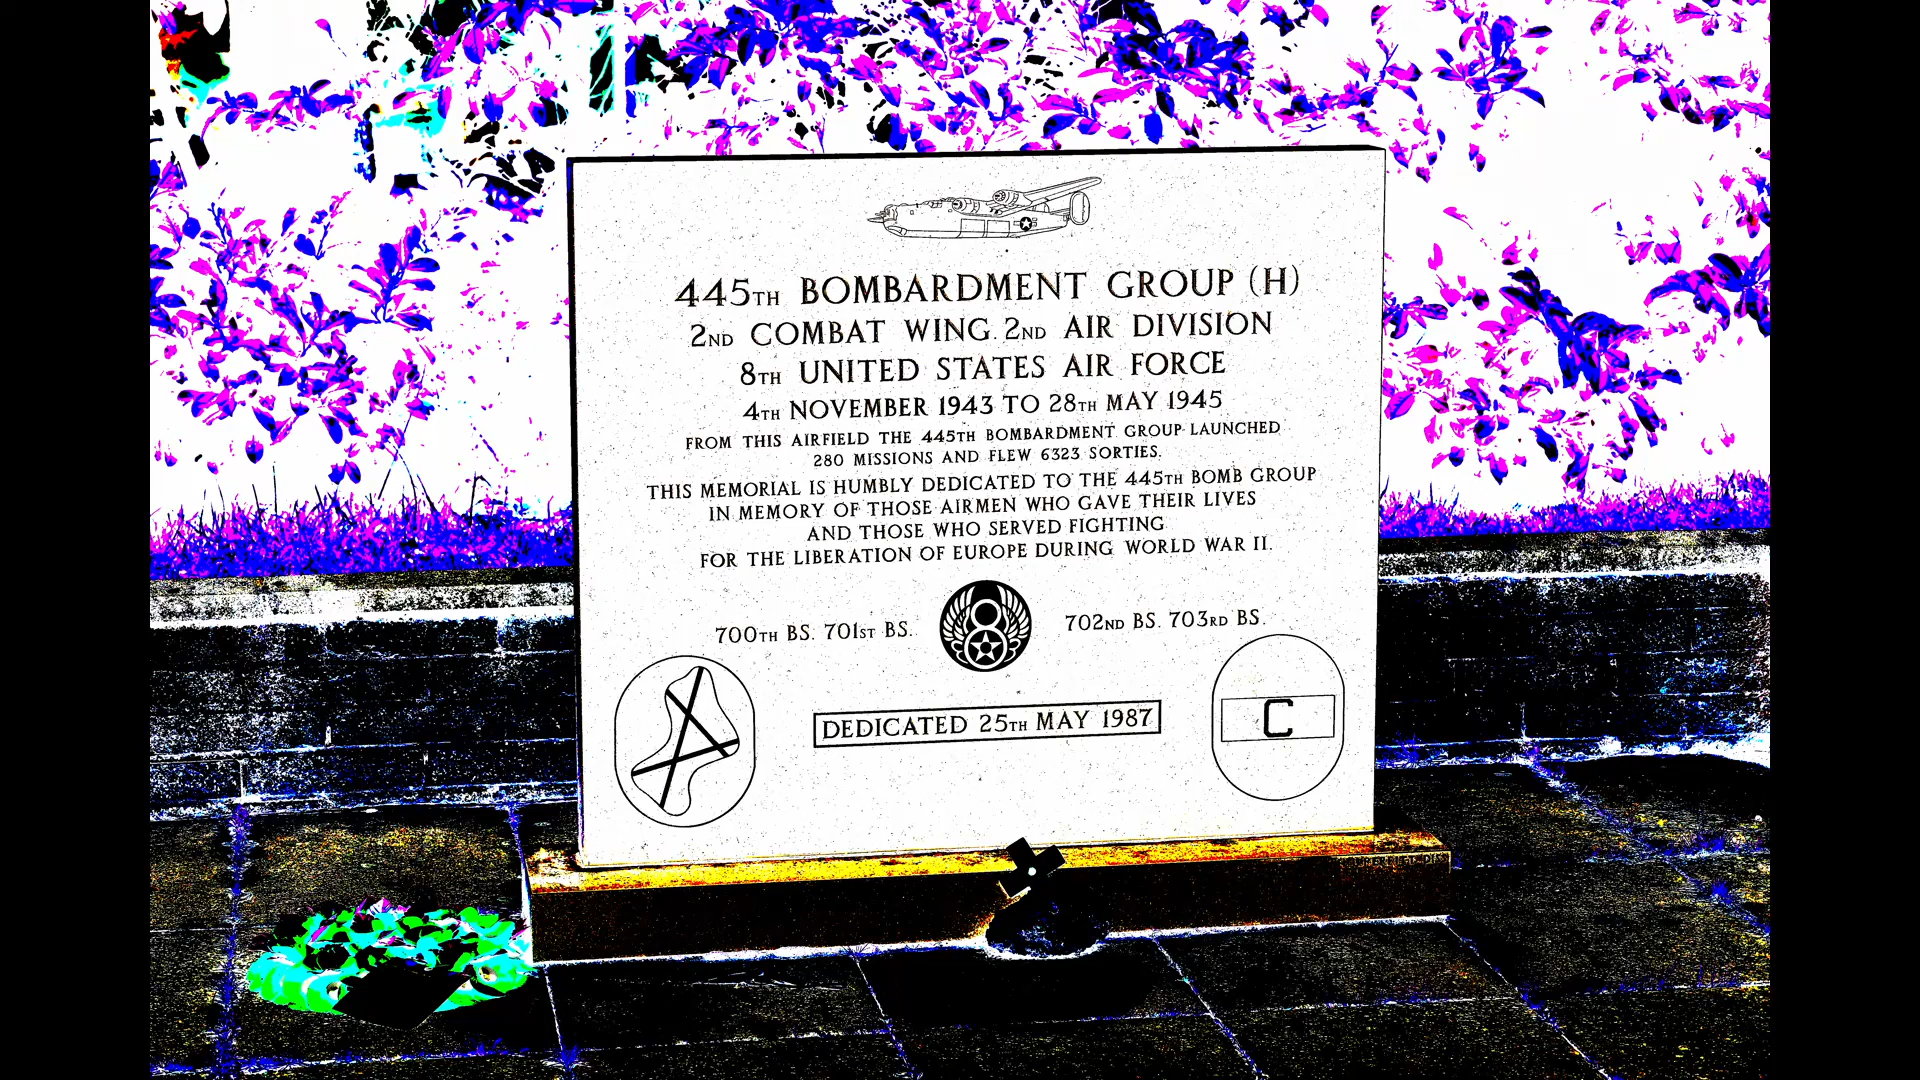 445TH BOMBARDMENT GROUP (H)
2ND COMBAT WING. 2ND AIR DIVISION
8TH UNITED STATES AIR FORCE
4TH NOVEMBER 1943 TO 28TH MAY 1945
FROM THIS AIRFIELD THE 445TH BOMBARDMENT GROUP LAUNCHED
280 MISSIONS AND FLEW 6323 SORTIES.
THIS MEMORIAL IS HUMBLY DEDICATED TO THE 445TH BOMB GROUP
IN MEMORY OF THOSE AIRMEN WHO GAVE THEIR LIVES
AND THOSE WHO SERVED FIGHTING
FOR THE LIBERATION OF EUROPE DURING WORLD WAR II.
700TH BS. 701ST BS. 702ND BS. 703RD BS.
DEDICATED 25TH MAY 1987
C